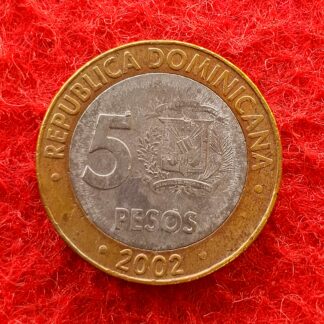 • REPUBLICA DOMINICANA •
5
PESOS
2002